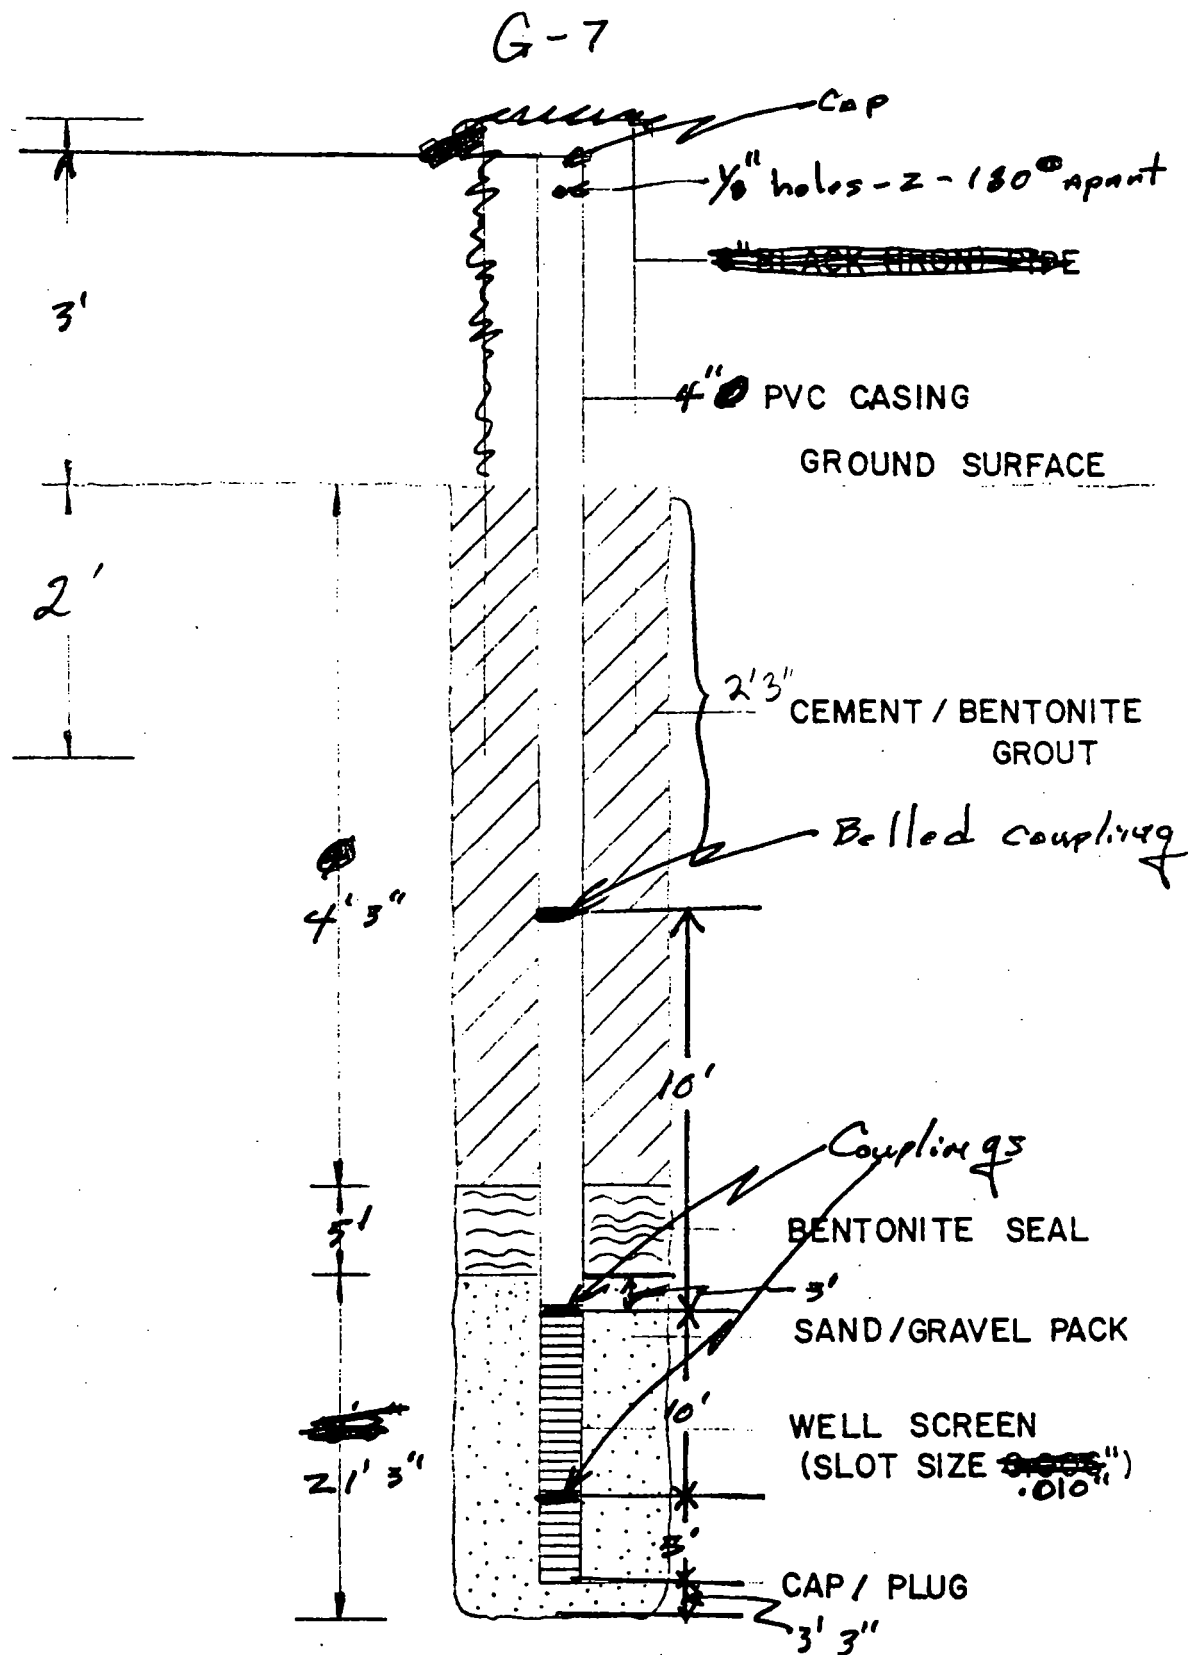 G-7
Cap
1/8" holes - 2 - 180° apart
3'
4" PVC CASING
GROUND SURFACE
2'
2'3"
CEMENT / BENTONITE
GROUT
Belled coupling
4' 3"
10'
Couplings
5'
BENTONITE SEAL
3'
SAND/GRAVEL PACK
10'
WELL SCREEN
(SLOT SIZE
.010")
21' 3"
5'
CAP / PLUG
3' 3"